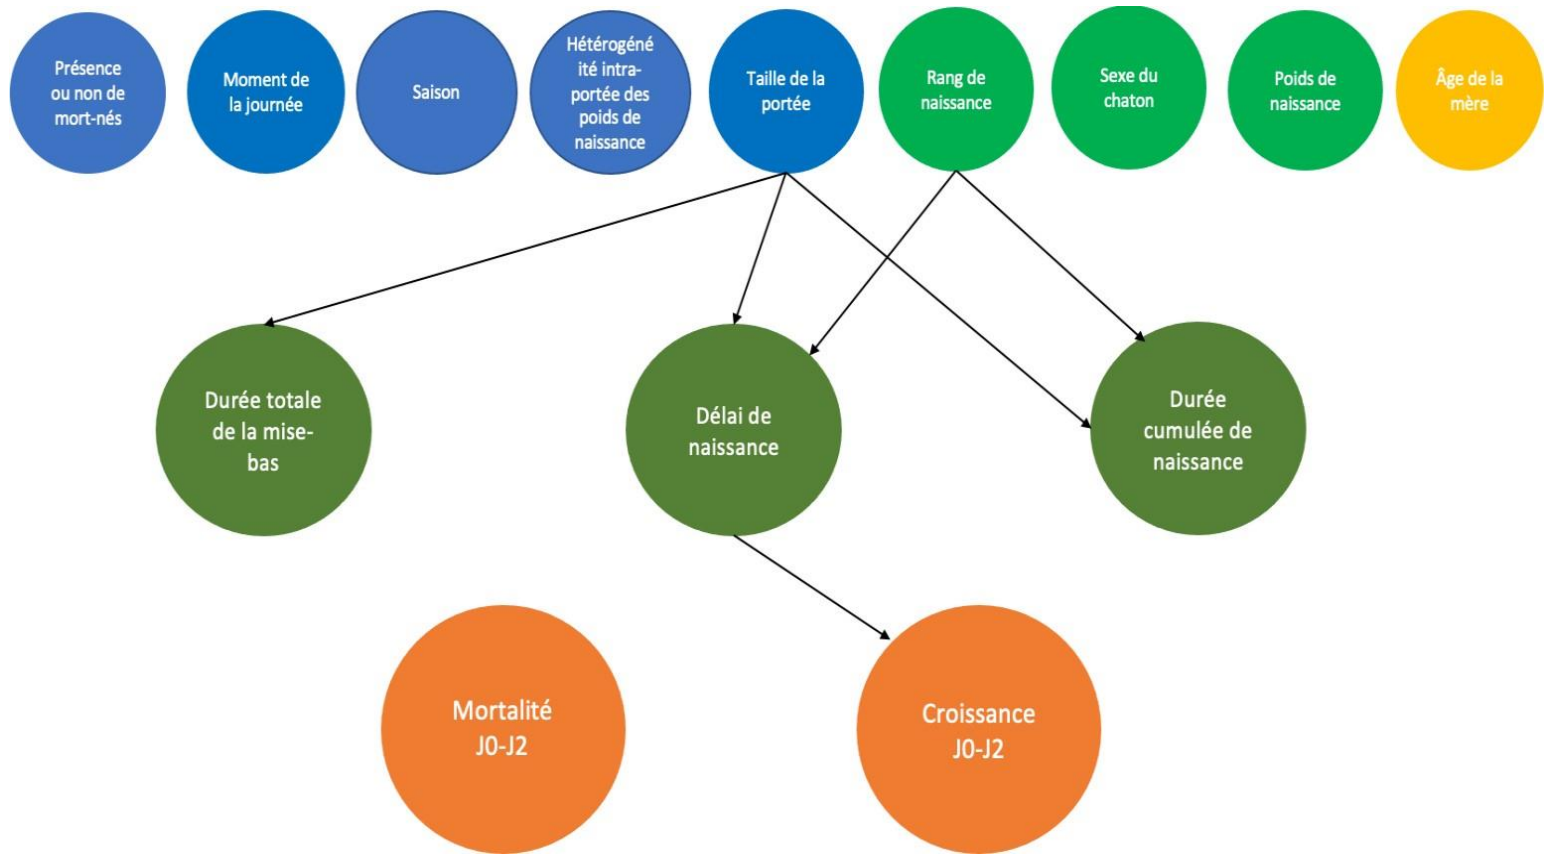 Présence
ou non de
mort-nés
Moment de
la journée
Saison
Hétérogéné
ité intra-
portée des
poids de
naissance
Taille de la
portée
Rang de
naissance
Sexe du
chaton
Poids de
naissance
Âge de la
mère
Durée totale
de la mise-
bas
Délai de
naissance
Durée
cumulée de
naissance
Mortalité
J0-J2
Croissance
J0-J2